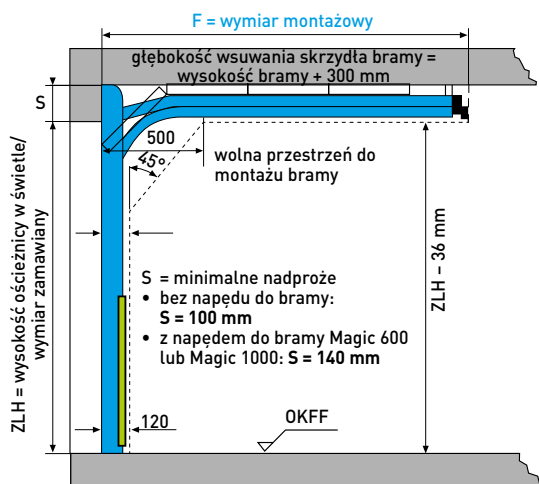 F = wymiar montażowy
głębokość wsuwania skrzydła bramy =
wysokość bramy + 300 mm
S
500
45°
wolna przestrzeń do
montażu bramy
ZLH = wysokość ościeżnicy w świetle/
wymiar zamawiany
S = minimalne nadproże
• bez napędu do bramy:
S = 100 mm
• z napędem do bramy Magic 600
lub Magic 1000: S = 140 mm
ZLH – 36 mm
120
OKFF